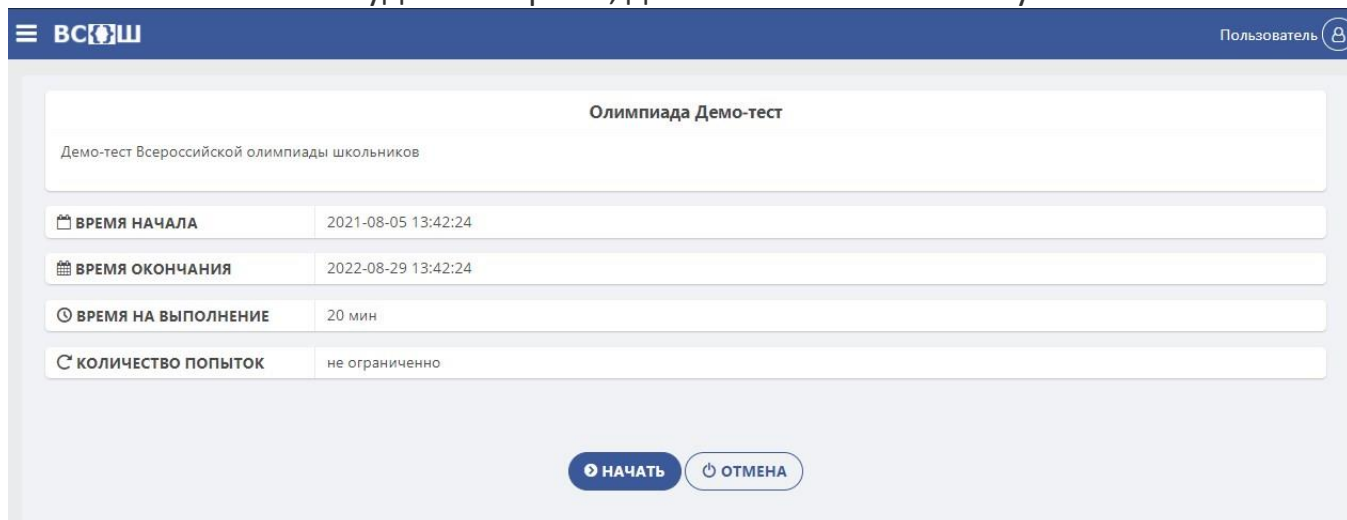 ВС Ш
Пользователь
Олимпиада Демо-тест
Демо-тест Всероссийской олимпиады школьников
ВРЕМЯ НАЧАЛА 2021-08-05 13:42:24
ВРЕМЯ ОКОНЧАНИЯ 2022-08-29 13:42:24
ВРЕМЯ НА ВЫПОЛНЕНИЕ 20 мин
КОЛИЧЕСТВО ПОПЫТОК не ограниченно
НАЧАТЬ ОТМЕНА